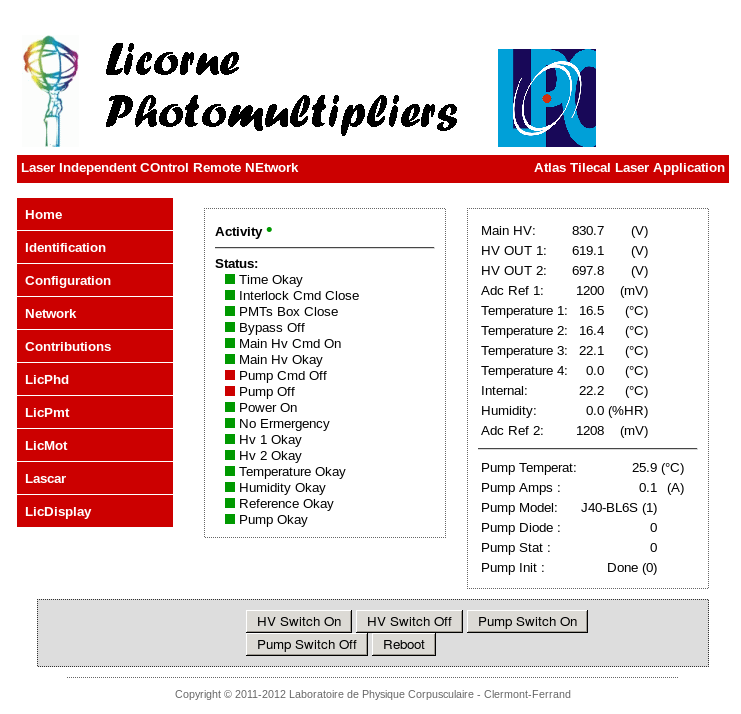 Licorne
Photomultipliers
LPC
Laser Independent COntrol Remote NEtwork
Atlas Tilecal Laser Application
Home
Identification
Configuration
Network
Contributions
LicPhd
LicPmt
LicMot
Lascar
LicDisplay
Activity
Status:
Time Okay
Interlock Cmd Close
PMTs Box Close
Bypass Off
Main Hv Cmd On
Main Hv Okay
Pump Cmd Off
Pump Off
Power On
No Ermergency
Hv 1 Okay
Hv 2 Okay
Temperature Okay
Humidity Okay
Reference Okay
Pump Okay
Main HV: 830.7 (V)
HV OUT 1: 619.1 (V)
HV OUT 2: 697.8 (V)
Adc Ref 1: 1200 (mV)
Temperature 1: 16.5 (°C)
Temperature 2: 16.4 (°C)
Temperature 3: 22.1 (°C)
Temperature 4: 0.0 (°C)
Internal: 22.2 (°C)
Humidity: 0.0 (%HR)
Adc Ref 2: 1208 (mV)
Pump Temperat: 25.9 (°C)
Pump Amps : 0.1 (A)
Pump Model: J40-BL6S (1)
Pump Diode : 0
Pump Stat : 0
Pump Init : Done (0)
HV Switch On HV Switch Off Pump Switch On
Pump Switch Off Reboot
Copyright © 2011-2012 Laboratoire de Physique Corpusculaire - Clermont-Ferrand